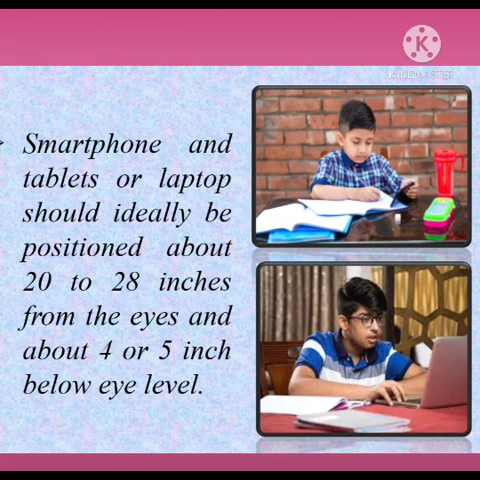 K
KINEMASTER
Smartphone and
tablets or laptop
should ideally be
positioned about
20 to 28 inches
from the eyes and
about 4 or 5 inch
below eye level.